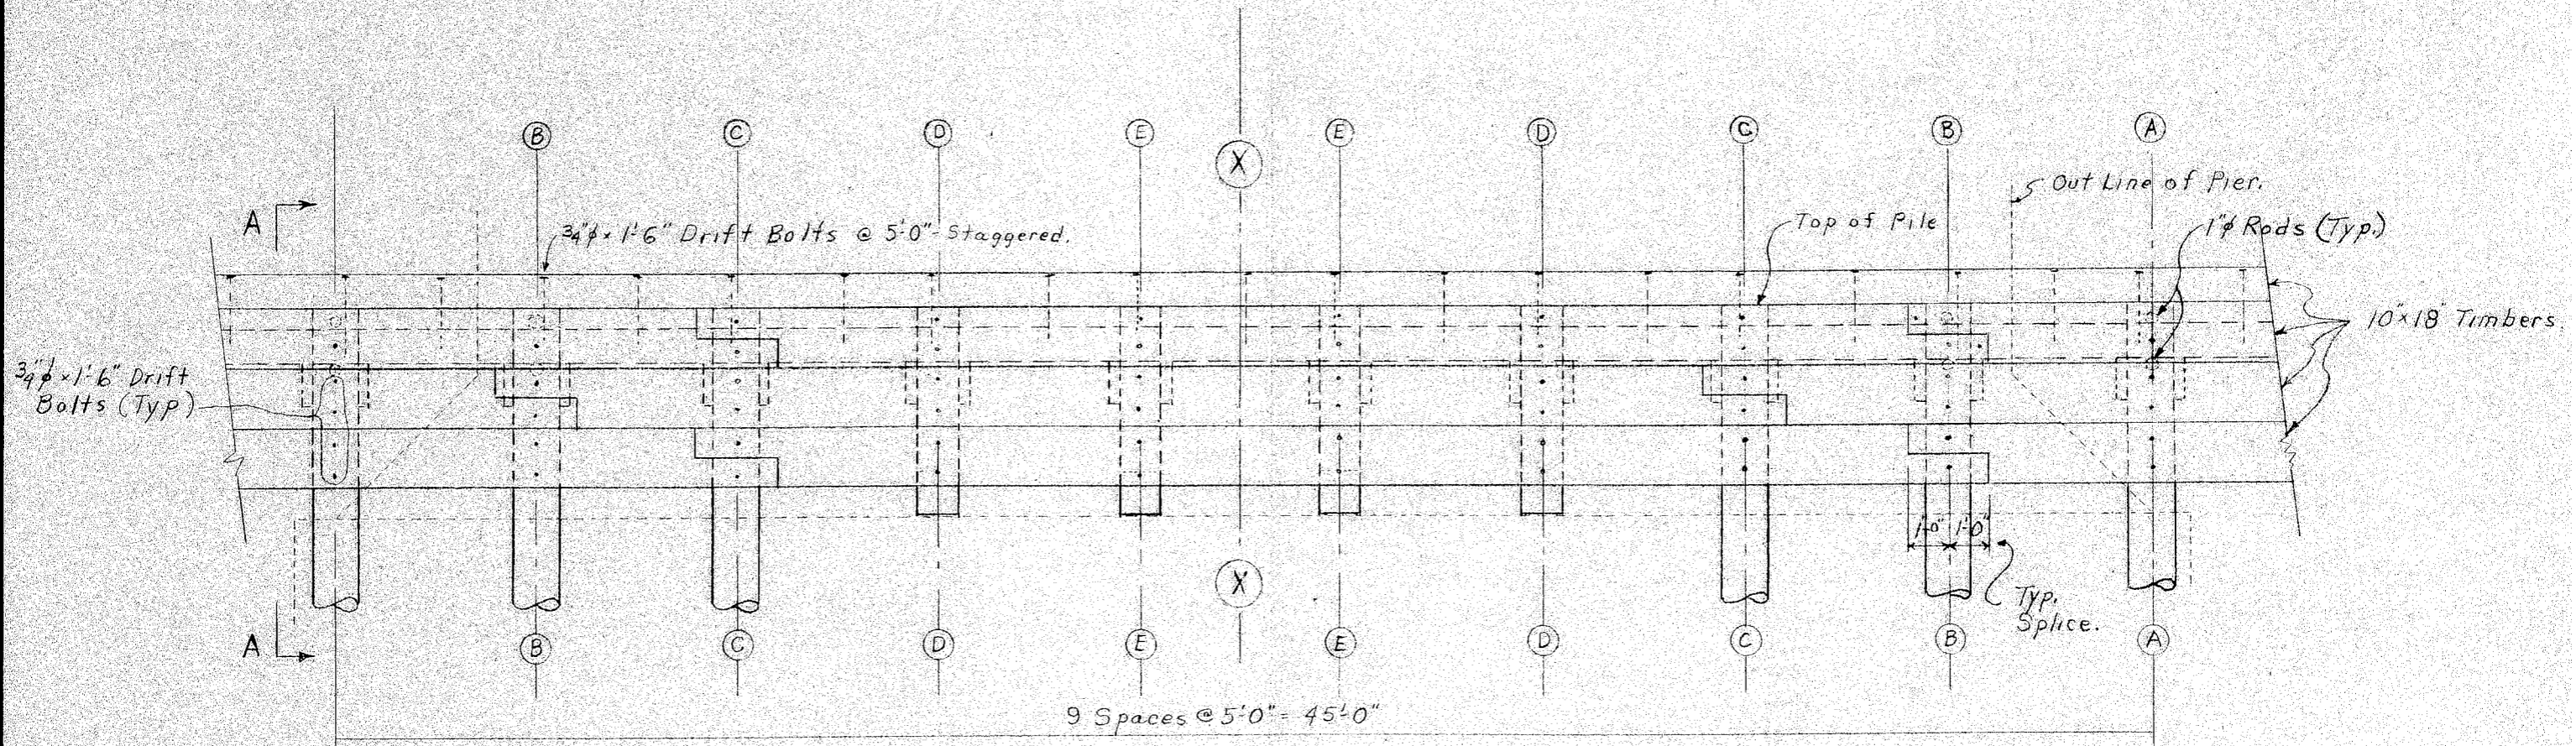 B C D E X E D C B A
Out Line of Pier.
A
3/4"φ × 1'-6" Drift Bolts @ 5'-0" Staggered.
Top of Pile
1"φ Rods (Typ.)
10"×18" Timbers
3/4"φ × 1'-6" Drift
Bolts (Typ)
1'-0" 1'-0"
X
Typ.
Splice.
A
B C D E E D C B A
9 Spaces @ 5'-0" = 45'-0"